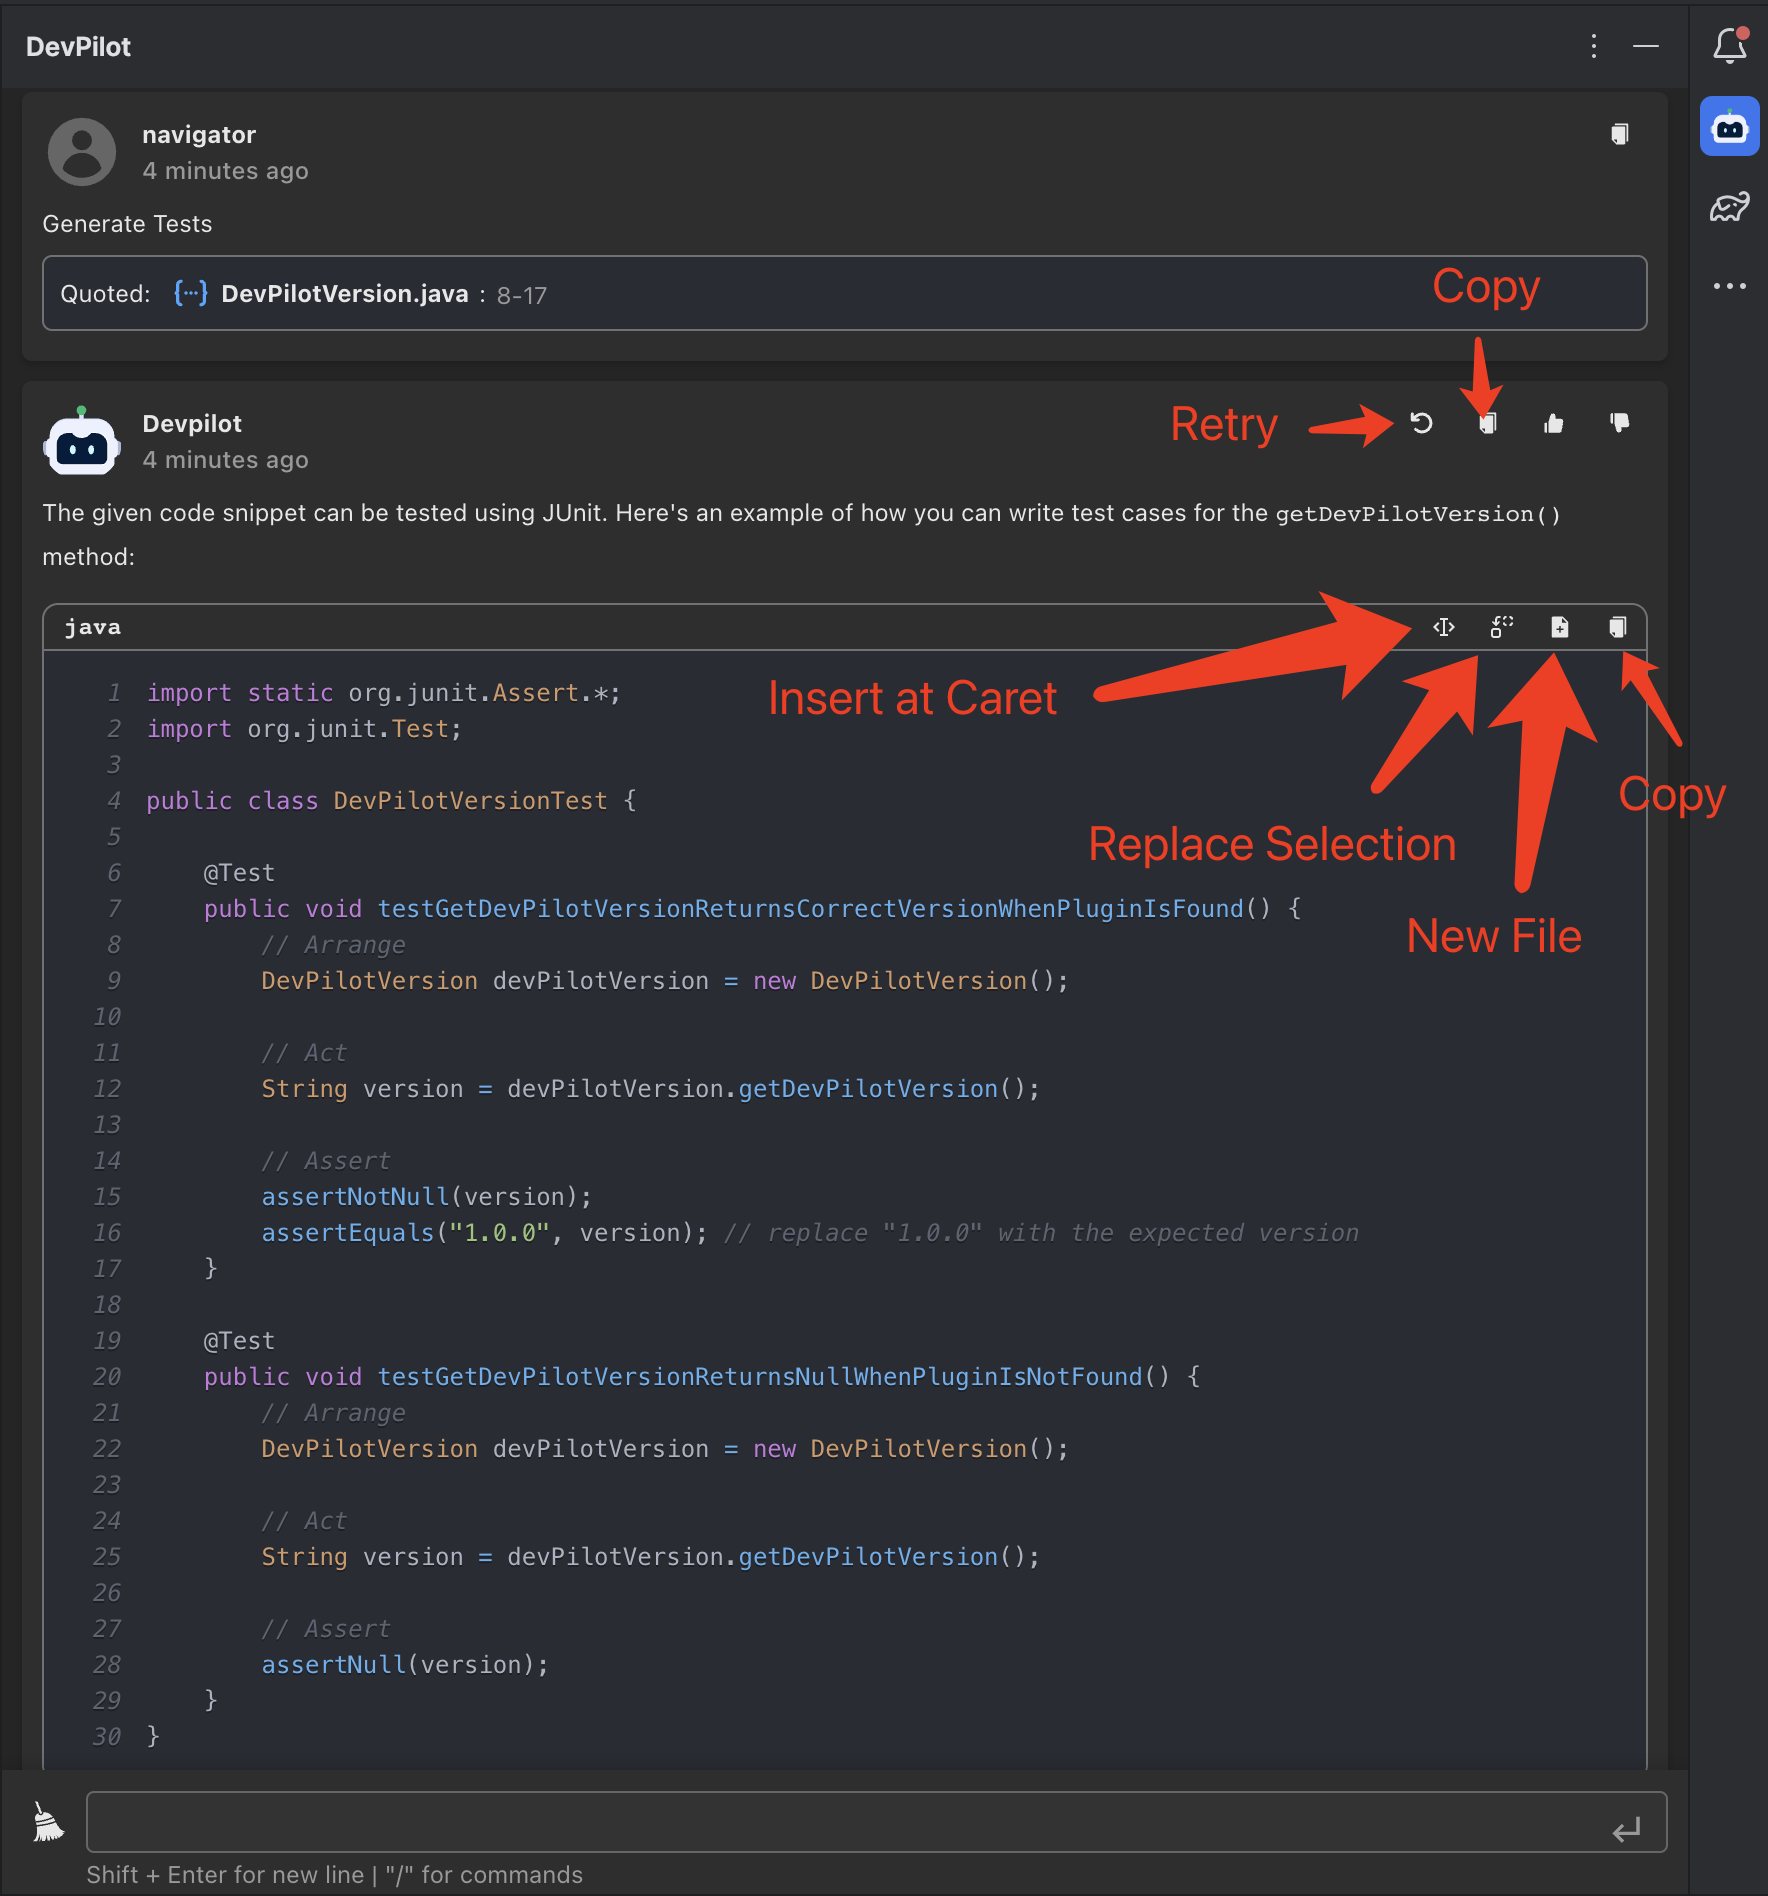 DevPilot
navigator
4 minutes ago
Generate Tests
Quoted: {···} DevPilotVersion.java : 8-17
Copy
Devpilot
4 minutes ago
Retry
The given code snippet can be tested using JUnit. Here's an example of how you can write test cases for the getDevPilotVersion()
method:
java
Insert at Caret
Replace Selection
New File
Copy
1 import static org.junit.Assert.*;
2 import org.junit.Test;
3
4 public class DevPilotVersionTest {
5
6     @Test
7     public void testGetDevPilotVersionReturnsCorrectVersionWhenPluginIsFound() {
8         // Arrange
9         DevPilotVersion devPilotVersion = new DevPilotVersion();
10
11         // Act
12         String version = devPilotVersion.getDevPilotVersion();
13
14         // Assert
15         assertNotNull(version);
16         assertEquals("1.0.0", version); // replace "1.0.0" with the expected version
17     }
18
19     @Test
20     public void testGetDevPilotVersionReturnsNullWhenPluginIsNotFound() {
21         // Arrange
22         DevPilotVersion devPilotVersion = new DevPilotVersion();
23
24         // Act
25         String version = devPilotVersion.getDevPilotVersion();
26
27         // Assert
28         assertNull(version);
29     }
30 }
Shift + Enter for new line | "/" for commands